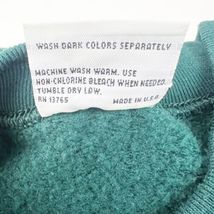 WASH DARK COLORS SEPARATELY
MACHINE WASH WARM. USE
NON-CHLORINE BLEACH WHEN NEEDED.
TUMBLE DRY LOW.
RN 13765
MADE IN U.S.A.